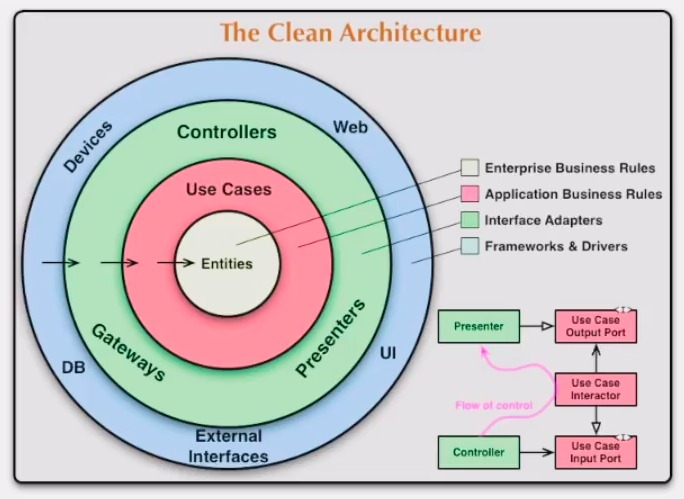 The Clean Architecture
Devices
Web
Controllers
Use Cases
Entities
Gateways
Presenters
DB
UI
External
Interfaces
Enterprise Business Rules
Application Business Rules
Interface Adapters
Frameworks & Drivers
Presenter
<I>
Use Case
Output Port
Flow of control
Use Case
Interactor
Controller
<I>
Use Case
Input Port